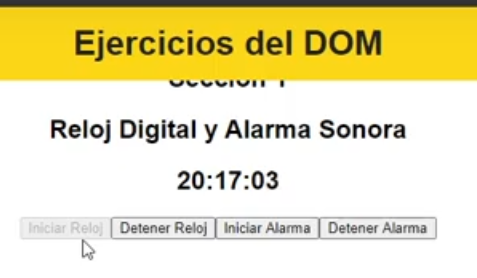 Ejercicios del DOM
Sección 1
Reloj Digital y Alarma Sonora
20:17:03
Iniciar Reloj Detener Reloj Iniciar Alarma Detener Alarma